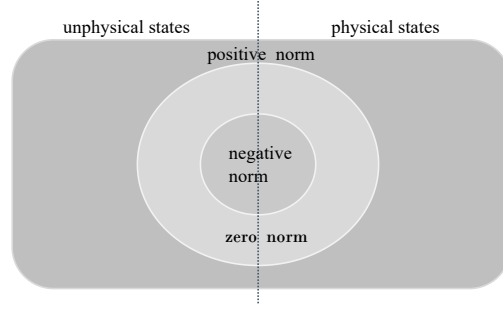 unphysical states physical states
positive norm
negative
norm
zero norm